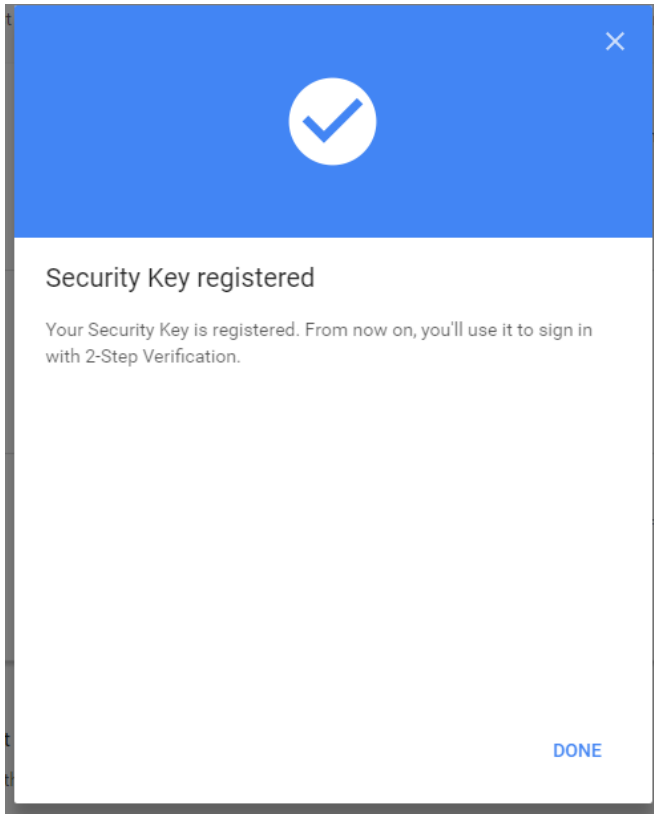 Security Key registered
Your Security Key is registered. From now on, you'll use it to sign in
with 2-Step Verification.
DONE